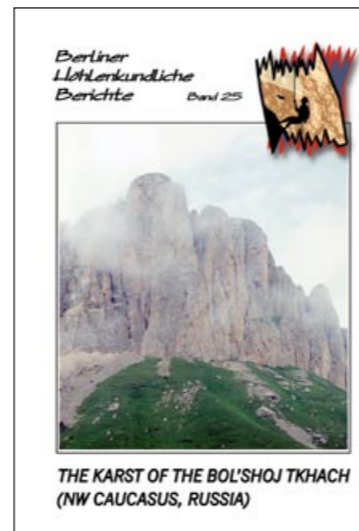 Berliner
Höhlenkundliche
Berichte Band 25
THE KARST OF THE BOL'SHOJ TKHACH
(NW CAUCASUS, RUSSIA)